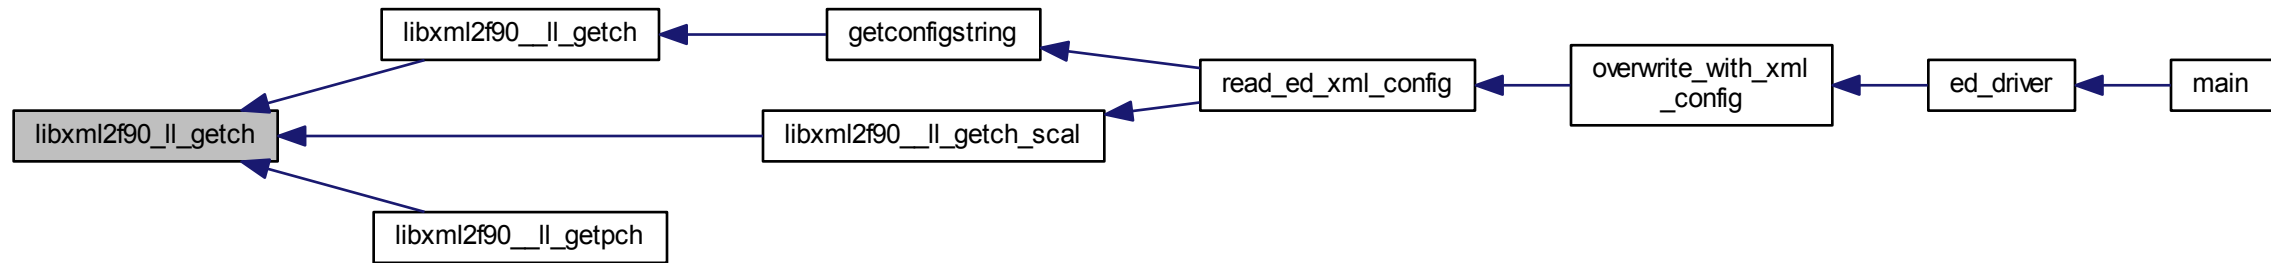 libxml2f90_ll_getch
libxml2f90__ll_getch
getconfigstring
libxml2f90__ll_getch_scal
libxml2f90__ll_getpch
read_ed_xml_config
overwrite_with_xml
_config
ed_driver
main